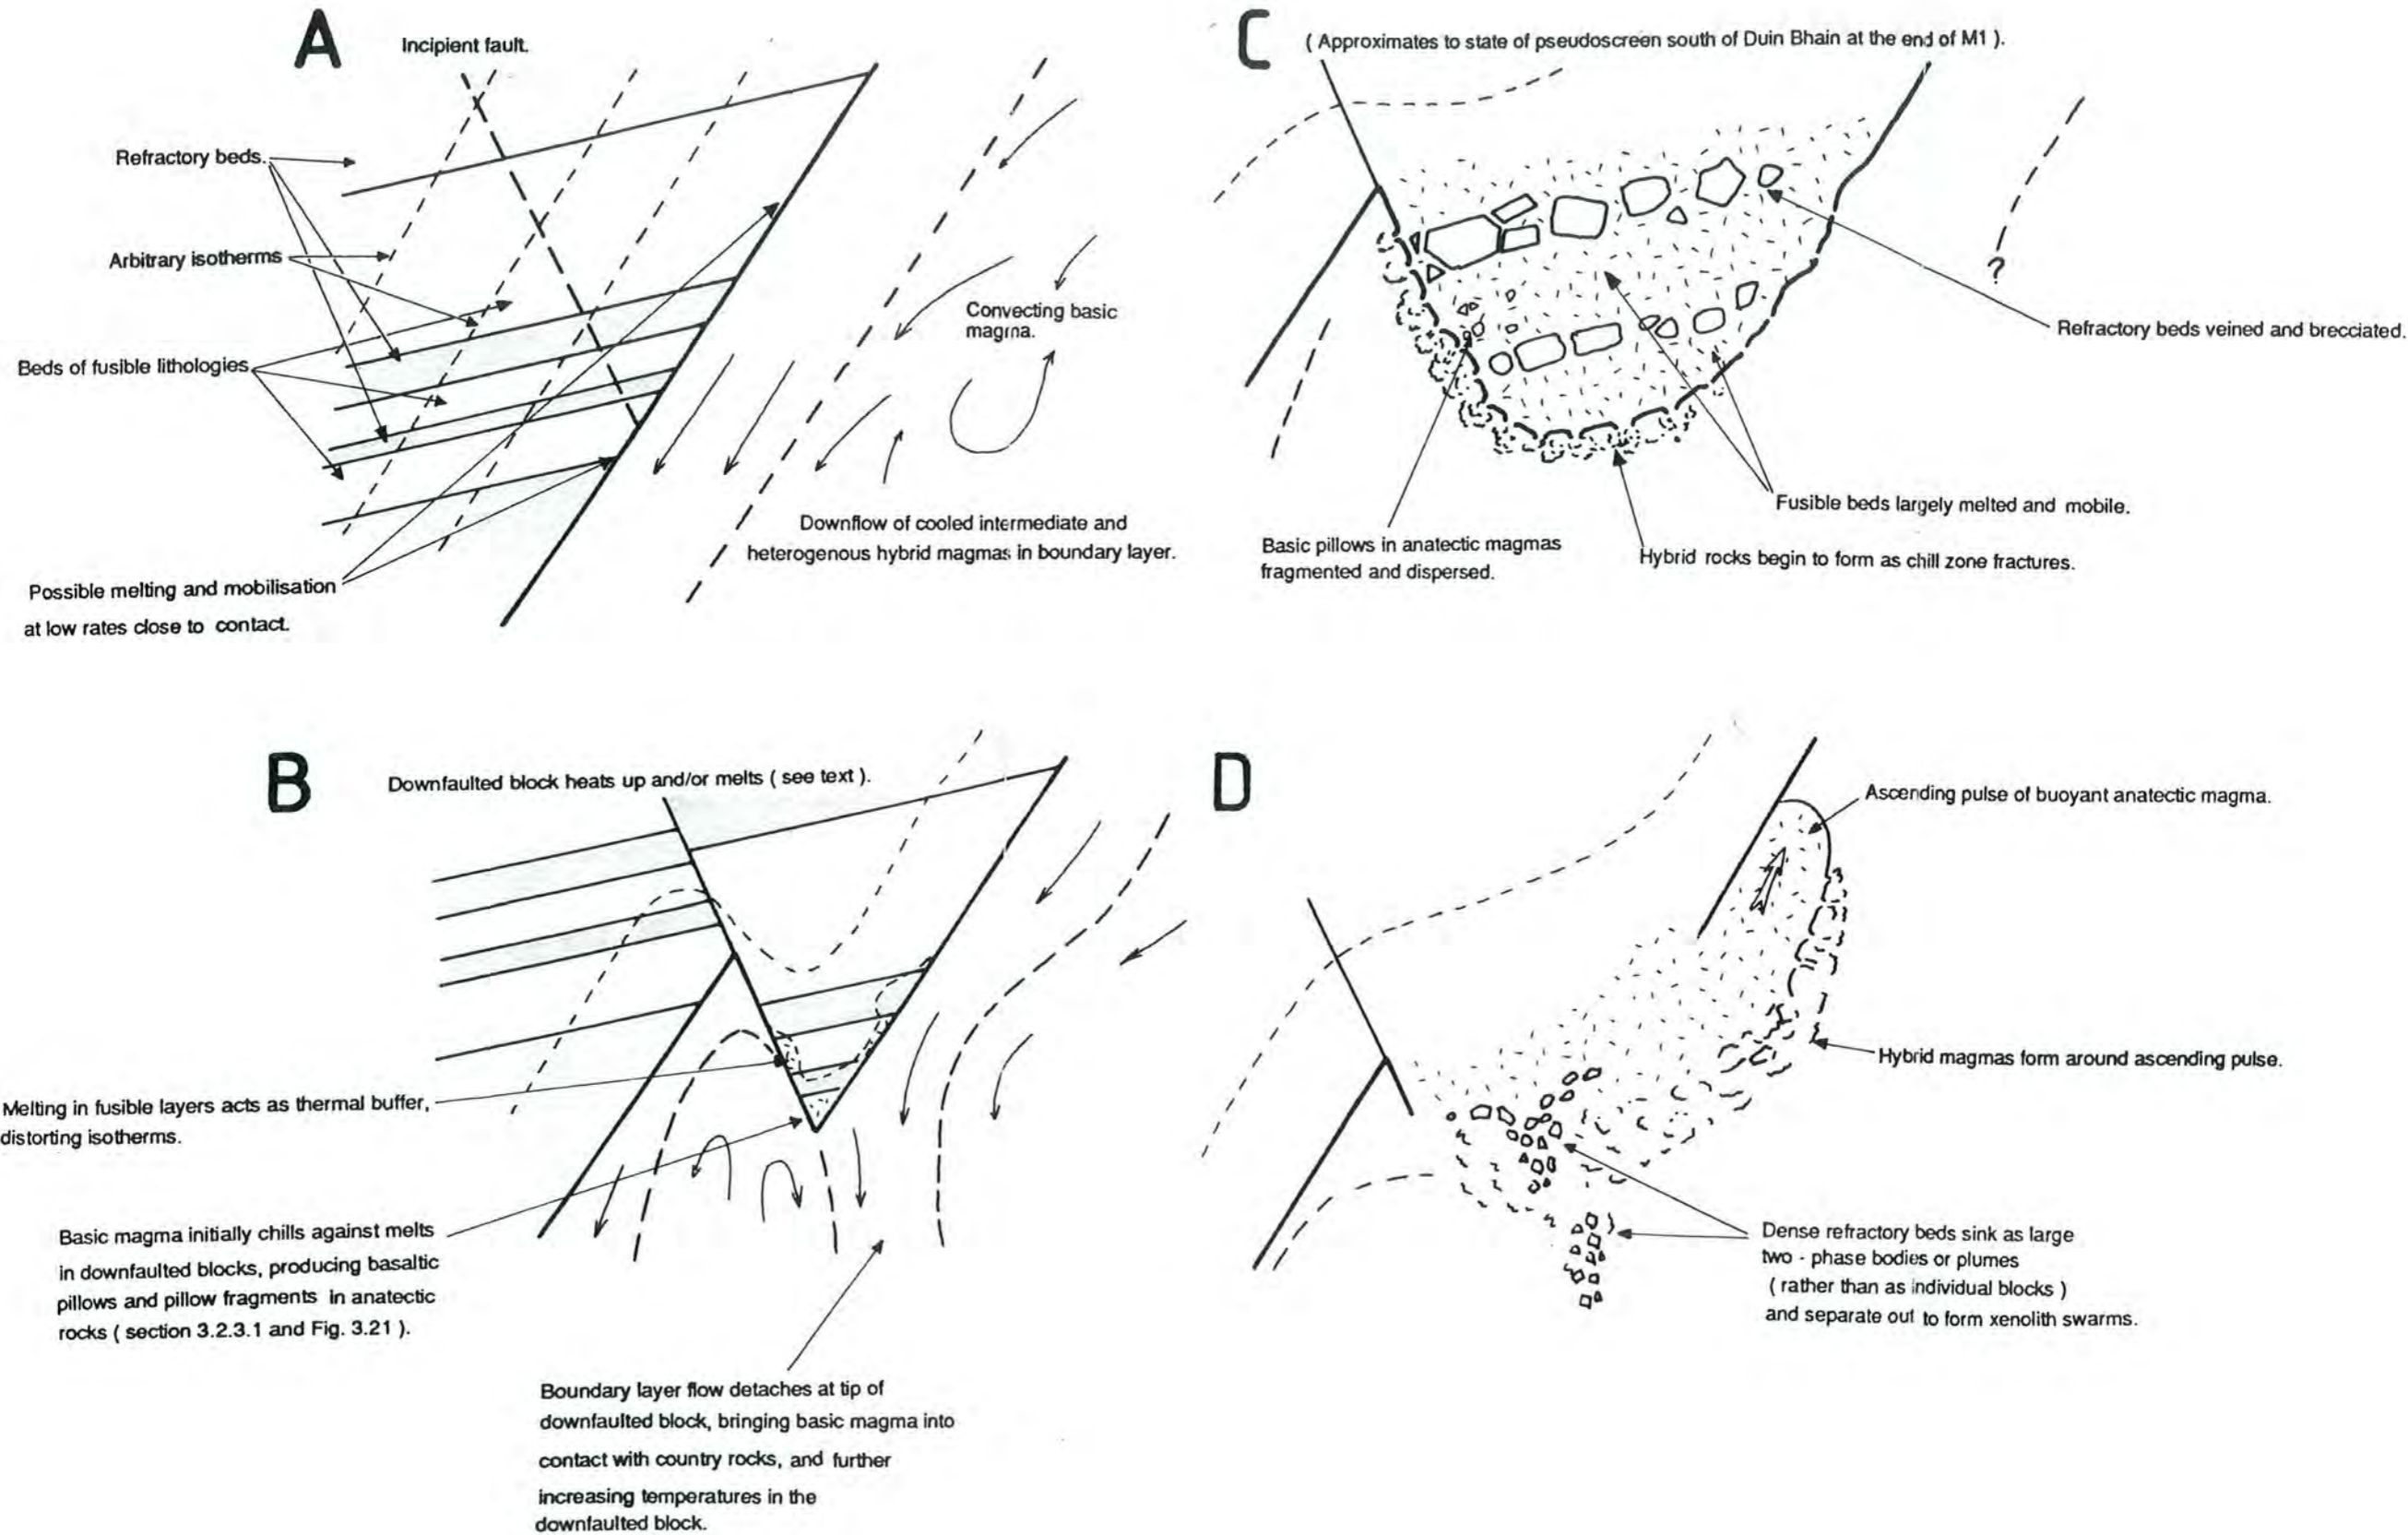 A
Incipient fault.
Refractory beds.
Arbitrary isotherms
Beds of fusible lithologies
Convecting basic
magma.
Downflow of cooled intermediate and
heterogenous hybrid magmas in boundary layer.
Possible melting and mobilisation
at low rates close to contact.
C
( Approximates to state of pseudoscreen south of Duin Bhain at the end of M1 ).
?
Refractory beds veined and brecciated.
Fusible beds largely melted and mobile.
Basic pillows in anatectic magmas
fragmented and dispersed.
Hybrid rocks begin to form as chill zone fractures.
B
Downfaulted block heats up and/or melts ( see text ).
Melting in fusible layers acts as thermal buffer,
distorting isotherms.
Basic magma initially chills against melts
in downfaulted blocks, producing basaltic
pillows and pillow fragments in anatectic
rocks ( section 3.2.3.1 and Fig. 3.21 ).
Boundary layer flow detaches at tip of
downfaulted block, bringing basic magma into
contact with country rocks, and further
increasing temperatures in the
downfaulted block.
D
Ascending pulse of buoyant anatectic magma.
Hybrid magmas form around ascending pulse.
Dense refractory beds sink as large
two - phase bodies or plumes
( rather than as individual blocks )
and separate out to form xenolith swarms.